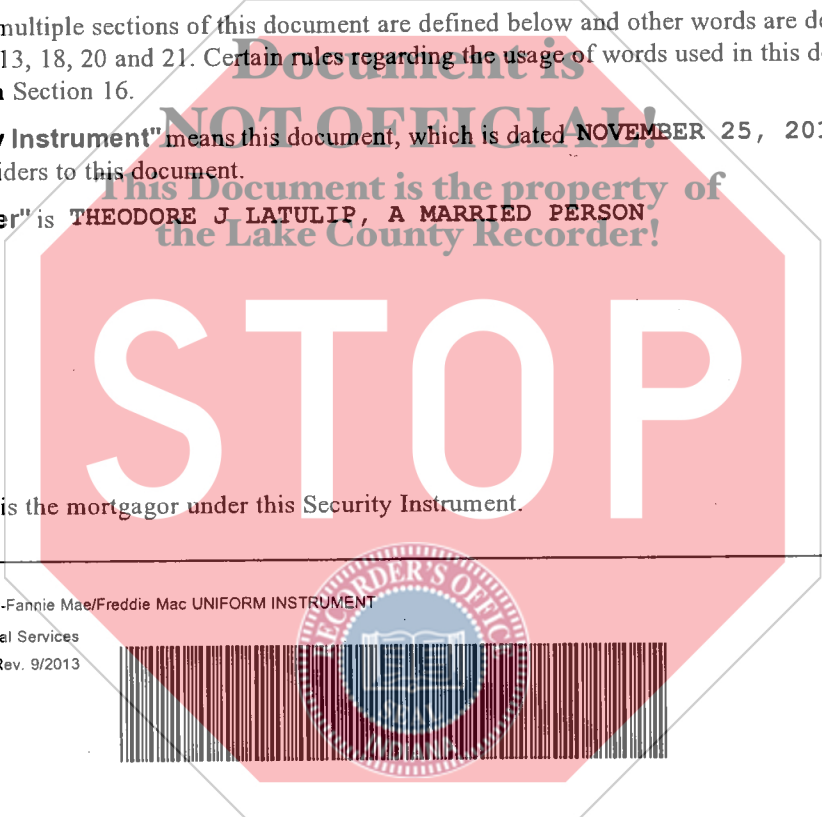 multiple sections of this document are defined below and other words are de
13, 18, 20 and 21. Certain rules regarding the usage of words used in this d
Section 16.
Document is
NOT OFFICIAL!
This Document is the property of
the Lake County Recorder!
Instrument" means this document, which is dated NOVEMBER 25, 201
iders to this document.
er" is THEODORE J LATULIP, A MARRIED PERSON
STOP
is the mortgagor under this Security Instrument.
-Fannie Mae/Freddie Mac UNIFORM INSTRUMENT
al Services
Rev. 9/2013
RECORDER'S OFFICE
SEAL
INDIANA